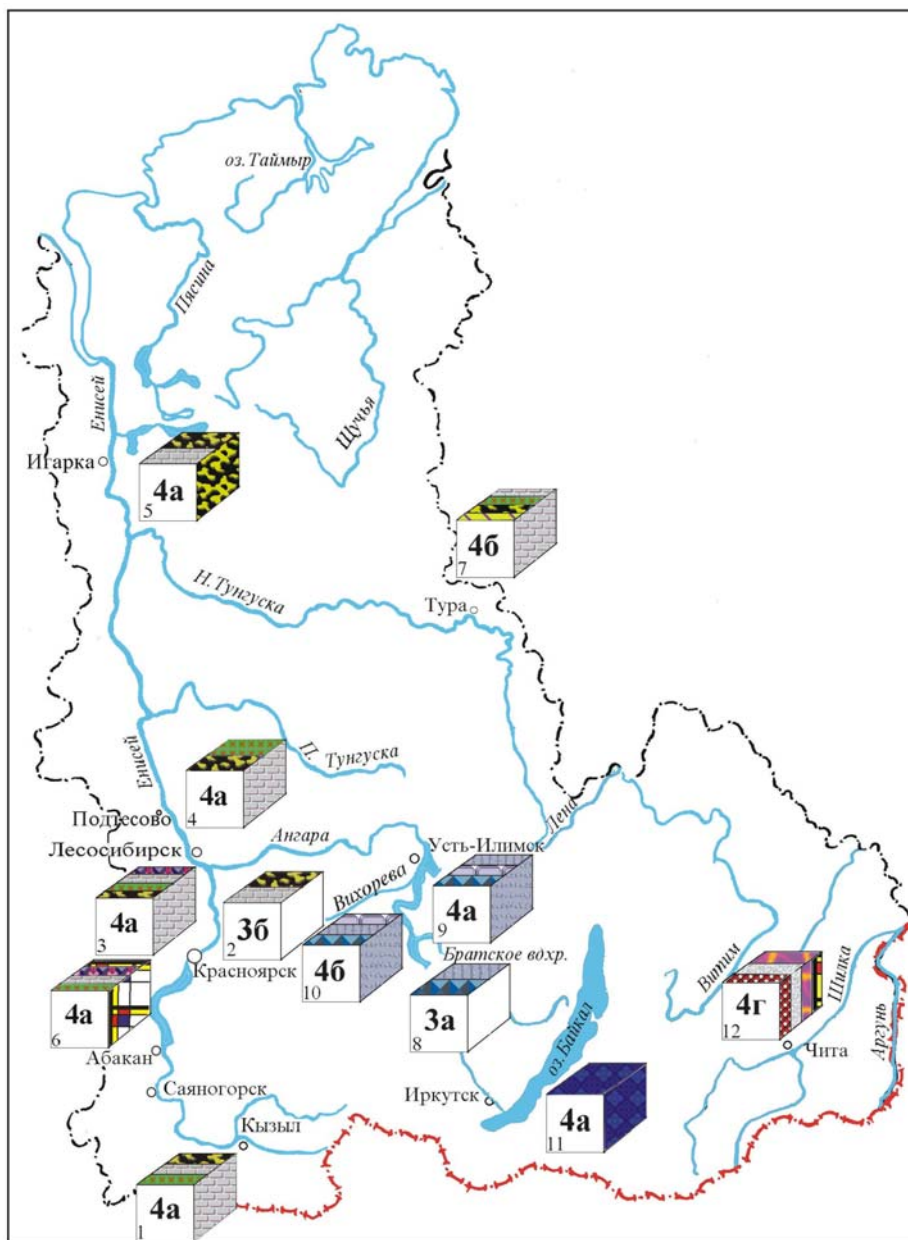 оз. Таймыр
Пясина
Енисей
Щучья
Игарка
4а
5
4б
7
Н. Тунгуска
Тура
Енисей
П. Тунгуска
4а
4
Подтесово
Лена
Ангара
Усть-Илимск
Лесосибирск
Вихорева
4а
3
3б
2
4а
9
Братское вдхр.
Красноярск
4б
10
Витим
Шилка
4а
6
3а
8
4г
12
Аргунь
оз. Байкал
Абакан
Чита
Саяногорск
Иркутск
4а
11
Кызыл
4а
1